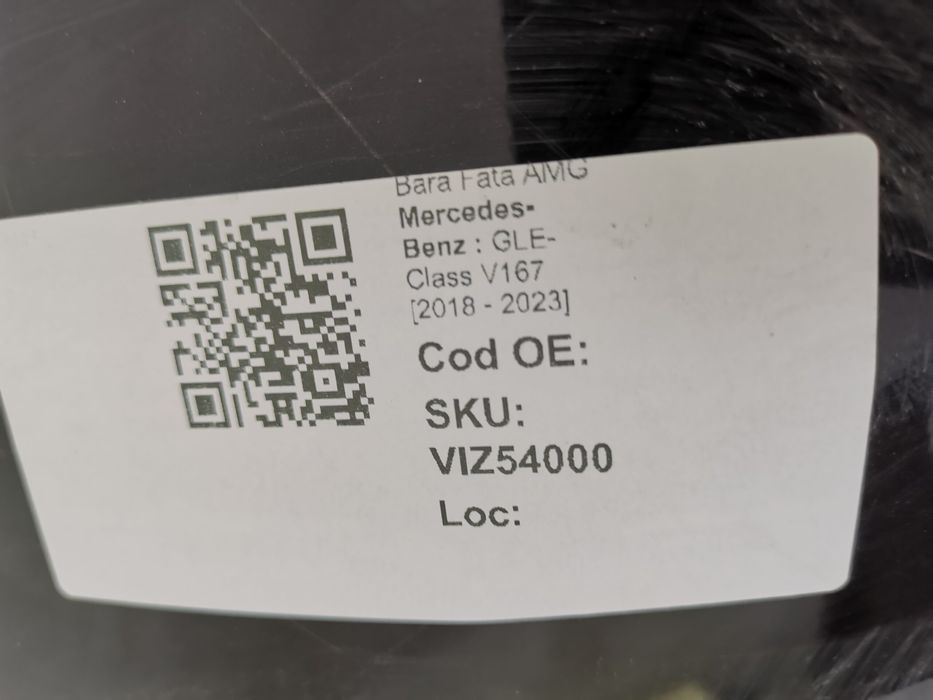 Bara Fata AMG
Mercedes-
Benz : GLE-
Class V167
[2018 - 2023]
Cod OE:
SKU:
VIZ54000
Loc: